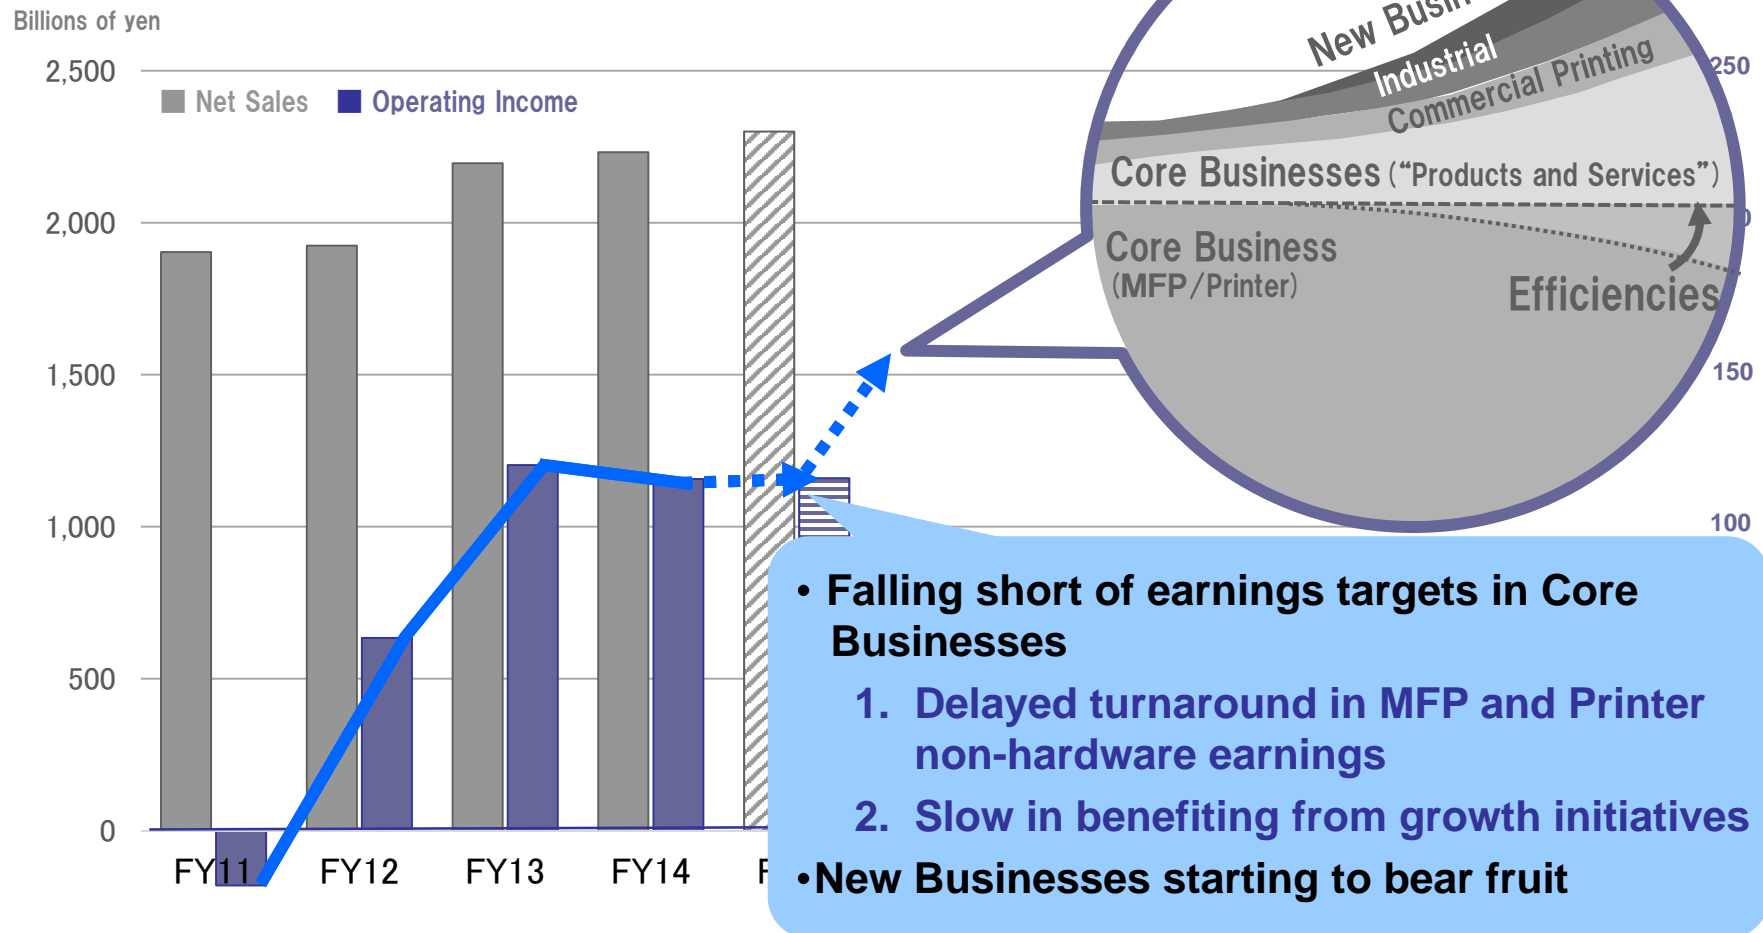 Billions of yen
2,500
2,000
1,500
1,000
500
0
Net Sales
Operating Income
FY11
FY12
FY13
FY14
New
Industrial
Commercial Printing
Core Businesses (“Products and Services”)
Core Business
(MFP/Printer)
Efficiencies
250
150
100
• Falling short of earnings targets in Core
Businesses
1. Delayed turnaround in MFP and Printer
non-hardware earnings
2. Slow in benefiting from growth initiatives
•New Businesses starting to bear fruit